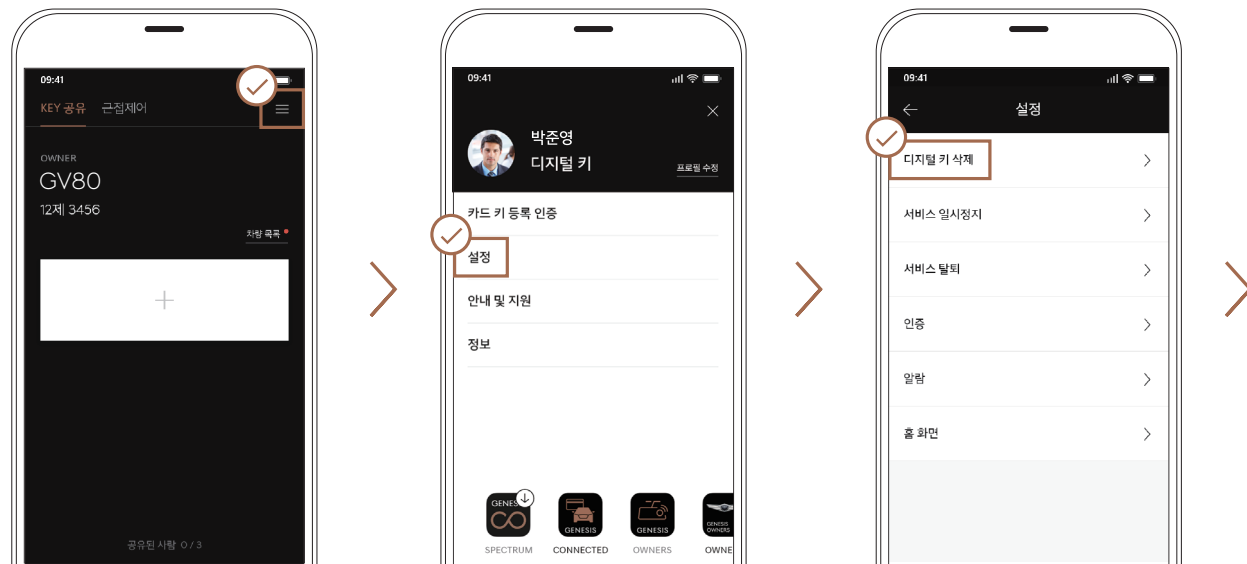 09:41
KEY 공유 근접제어
OWNER
GV80
12제 3456
차량 목록
공유된 사람 0 / 3
09:41
박준영
디지털 키
프로필 수정
카드 키 등록 인증
설정
안내 및 지원
정보
GENESIS
GENESIS
GENESIS
OWNERS
SPECTRUM
CONNECTED
OWNERS
OWNE
09:41
설정
디지털 키 삭제
서비스 일시정지
서비스 탈퇴
인증
알람
홈 화면